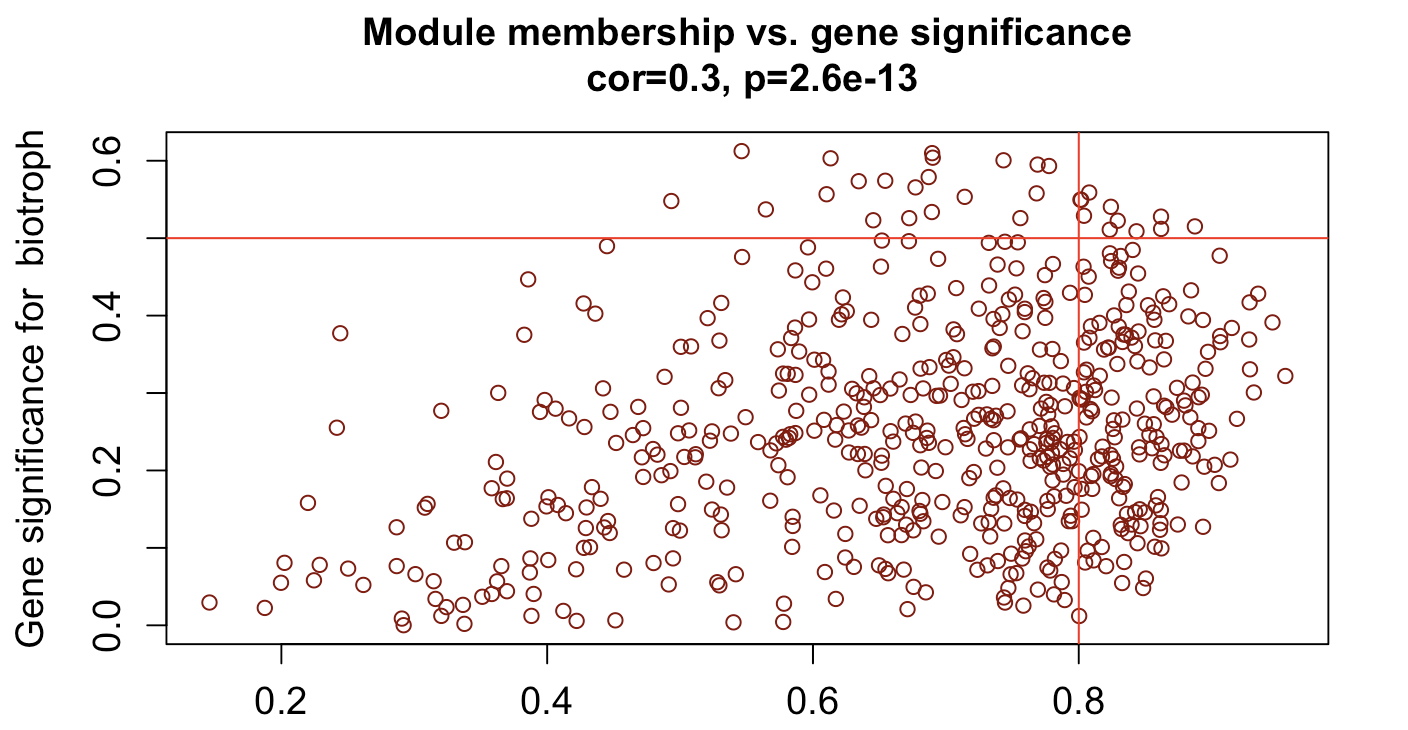 Module membership vs. gene significance
cor=0.3, p=2.6e-13
Gene significance for biotroph
0.6
0.4
0.2
0.0
0.2
0.4
0.6
0.8